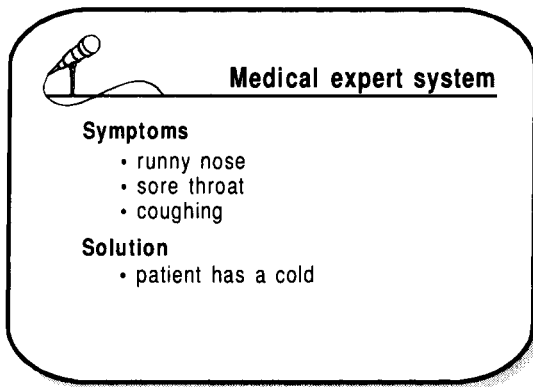 Medical expert system
Symptoms
• runny nose
• sore throat
• coughing
Solution
• patient has a cold